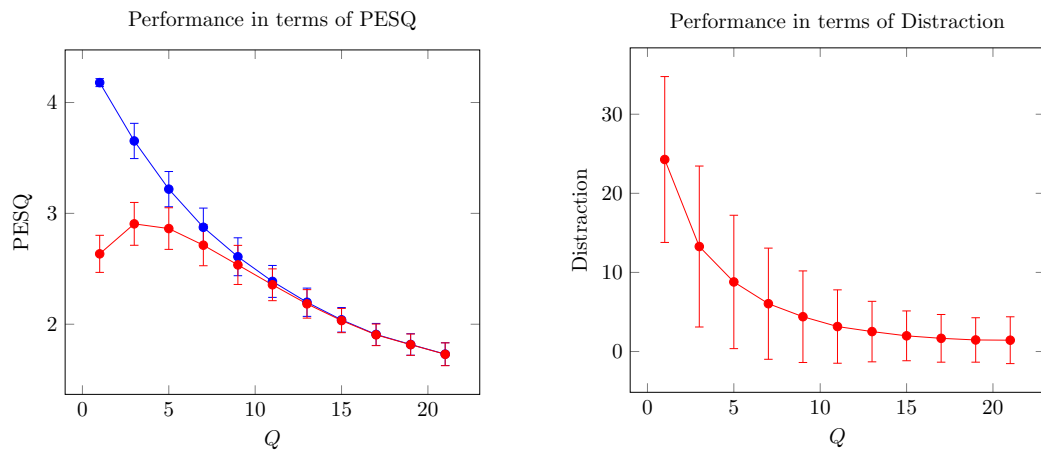 Performance in terms of PESQ
4
3
2
PESQ
0 5 10 15 20
Q
Performance in terms of Distraction
30
20
10
0
Distraction
0 5 10 15 20
Q